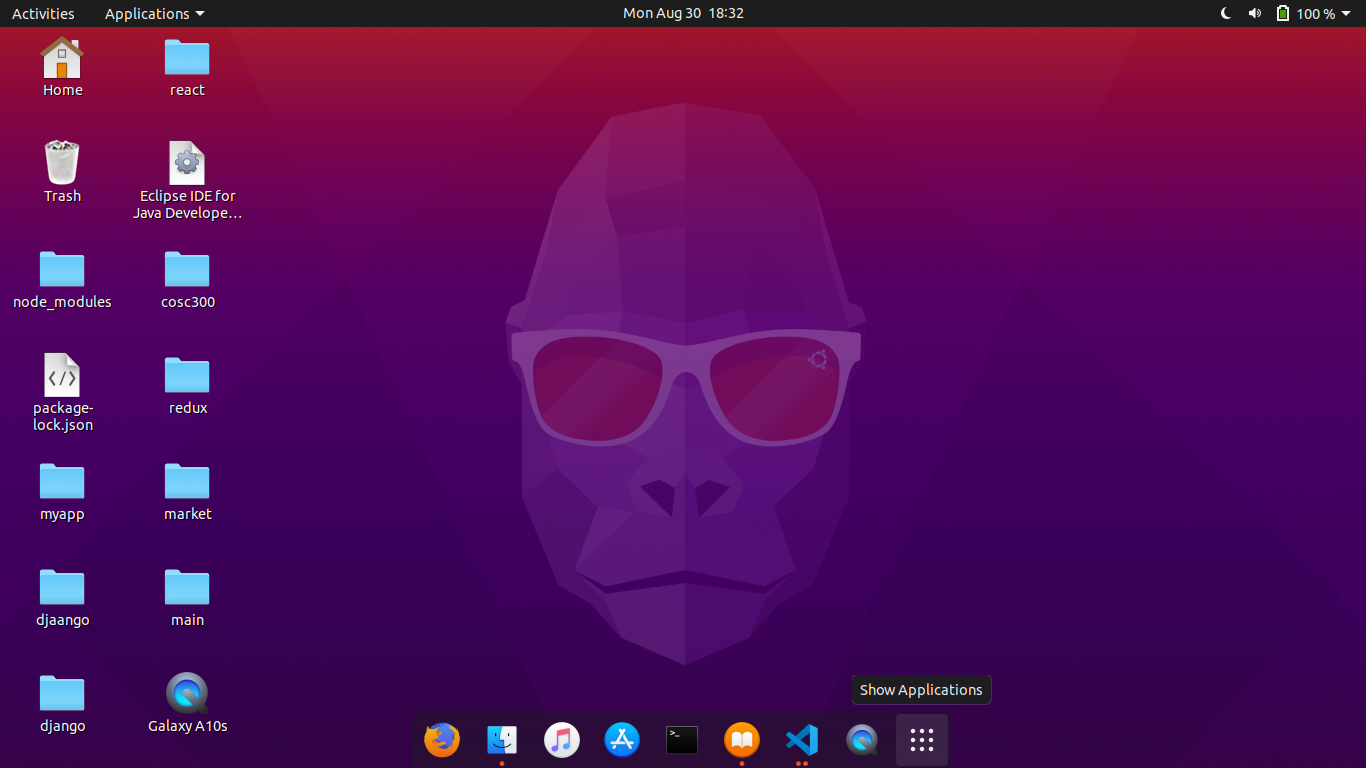 Activities
Applications
Mon Aug 30 18:32
100 %
Home
react
Trash
Eclipse IDE for
Java Develope…
node_modules
cosc300
package-
lock.json
redux
myapp
market
djaango
main
django
Galaxy A10s
Show Applications
>_